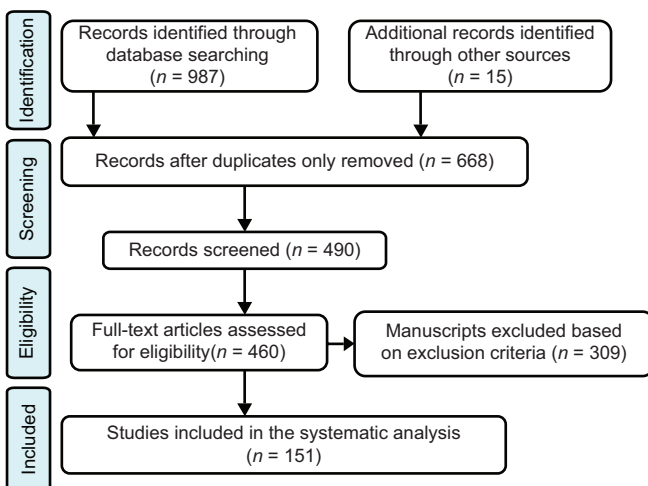 Identification
Records identified through
database searching
(n = 987)
Additional records identified
through other sources
(n = 15)
Screening
Records after duplicates only removed (n = 668)
Records screened (n = 490)
Eligibility
Full-text articles assessed
for eligibility(n = 460)
Manuscripts excluded based
on exclusion criteria (n = 309)
Included
Studies included in the systematic analysis
(n = 151)